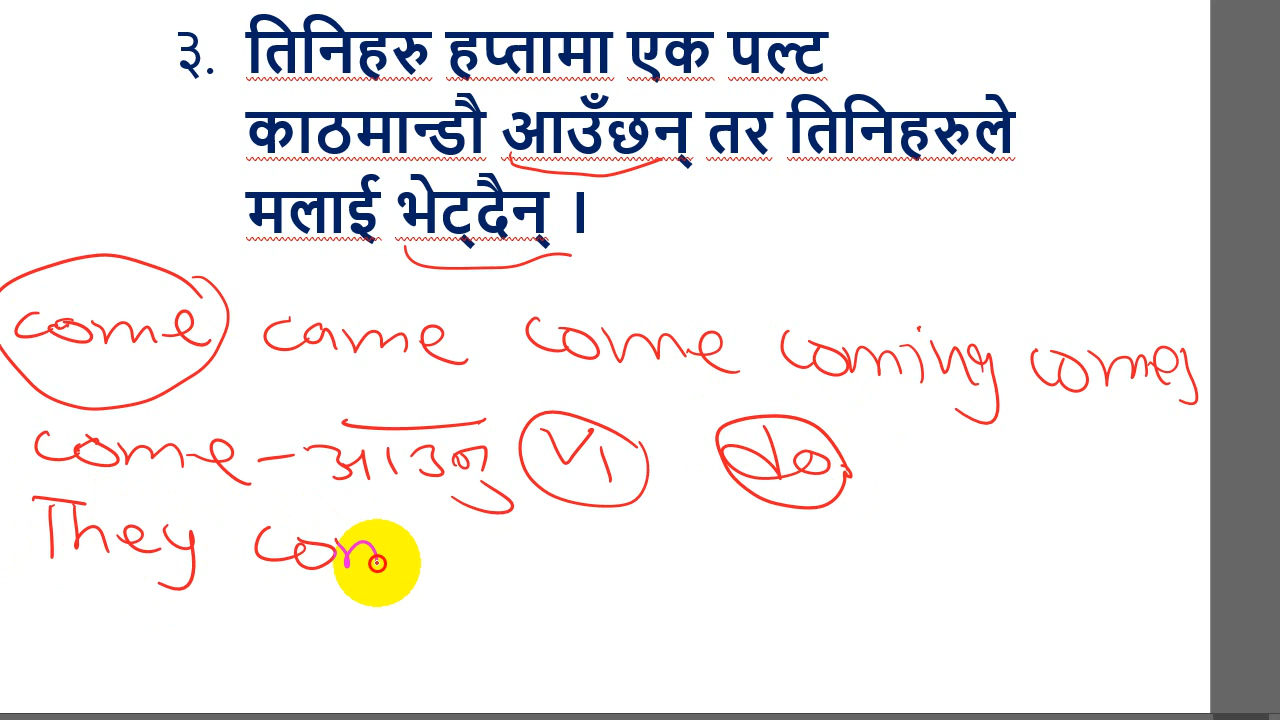 ३. तिनिहरु हप्तामा एक पल्ट
काठमान्डौ आउँछन् तर तिनिहरुले
मलाई भेट्दैन् ।
come came come coming comes
come - आउनु V1 do
They com